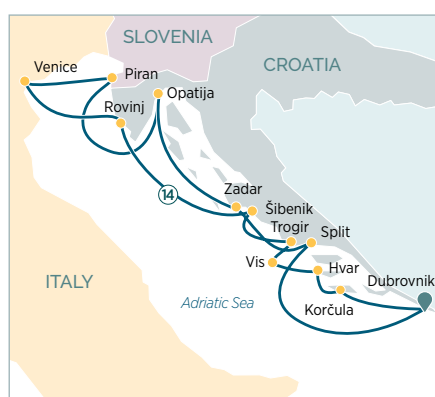 SLOVENIA
CROATIA
Venice
Piran
Opatija
Rovinj
14
Zadar
Šibenik
Trogir
Split
Vis
Hvar
Dubrovnik
ITALY
Adriatic Sea
Korčula